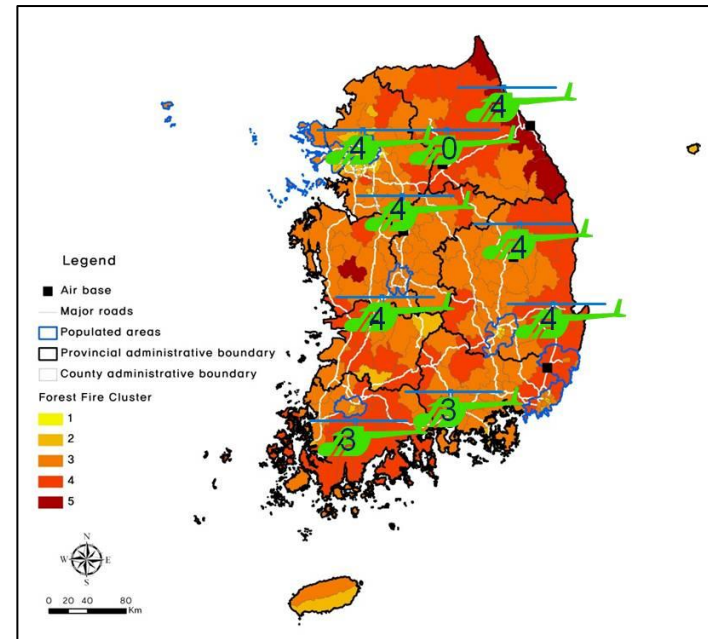 4
4
0
4
4
4
4
3
3
Legend
Air base
Major roads
Populated areas
Provincial administrative boundary
County administrative boundary
Forest Fire Cluster
1
2
3
4
5
N
W E
S
0 20 40 80
Km